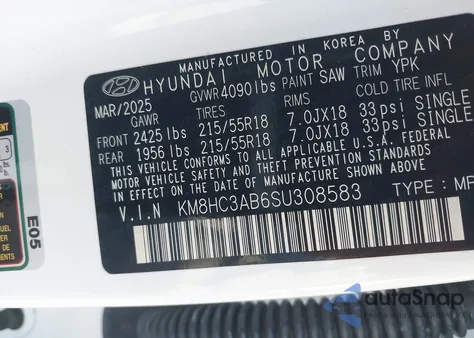 MANUFACTURED IN KOREA BY
HYUNDAI MOTOR COMPANY
MAR/2025 GVWR 4090 lbs PAINT SAW TRIM YPK
GAWR TIRES RIMS COLD TIRE INFL.
FRONT 2425 lbs 215/55R18 7.0JX18 33psi SINGLE
REAR 1956 lbs 215/55R18 7.0JX18 33psi SINGLE
THIS VEHICLE CONFORMS TO ALL APPLICABLE U.S.A. FEDERAL
MOTOR VEHICLE SAFETY AND THEFT PREVENTION STANDARDS
IN EFFECT ON THE DATE OF MANUFACTURE SHOWN ABOVE.
V.I.N KM8HC3AB6SU308583 TYPE : MP
3
E05
autoSnap